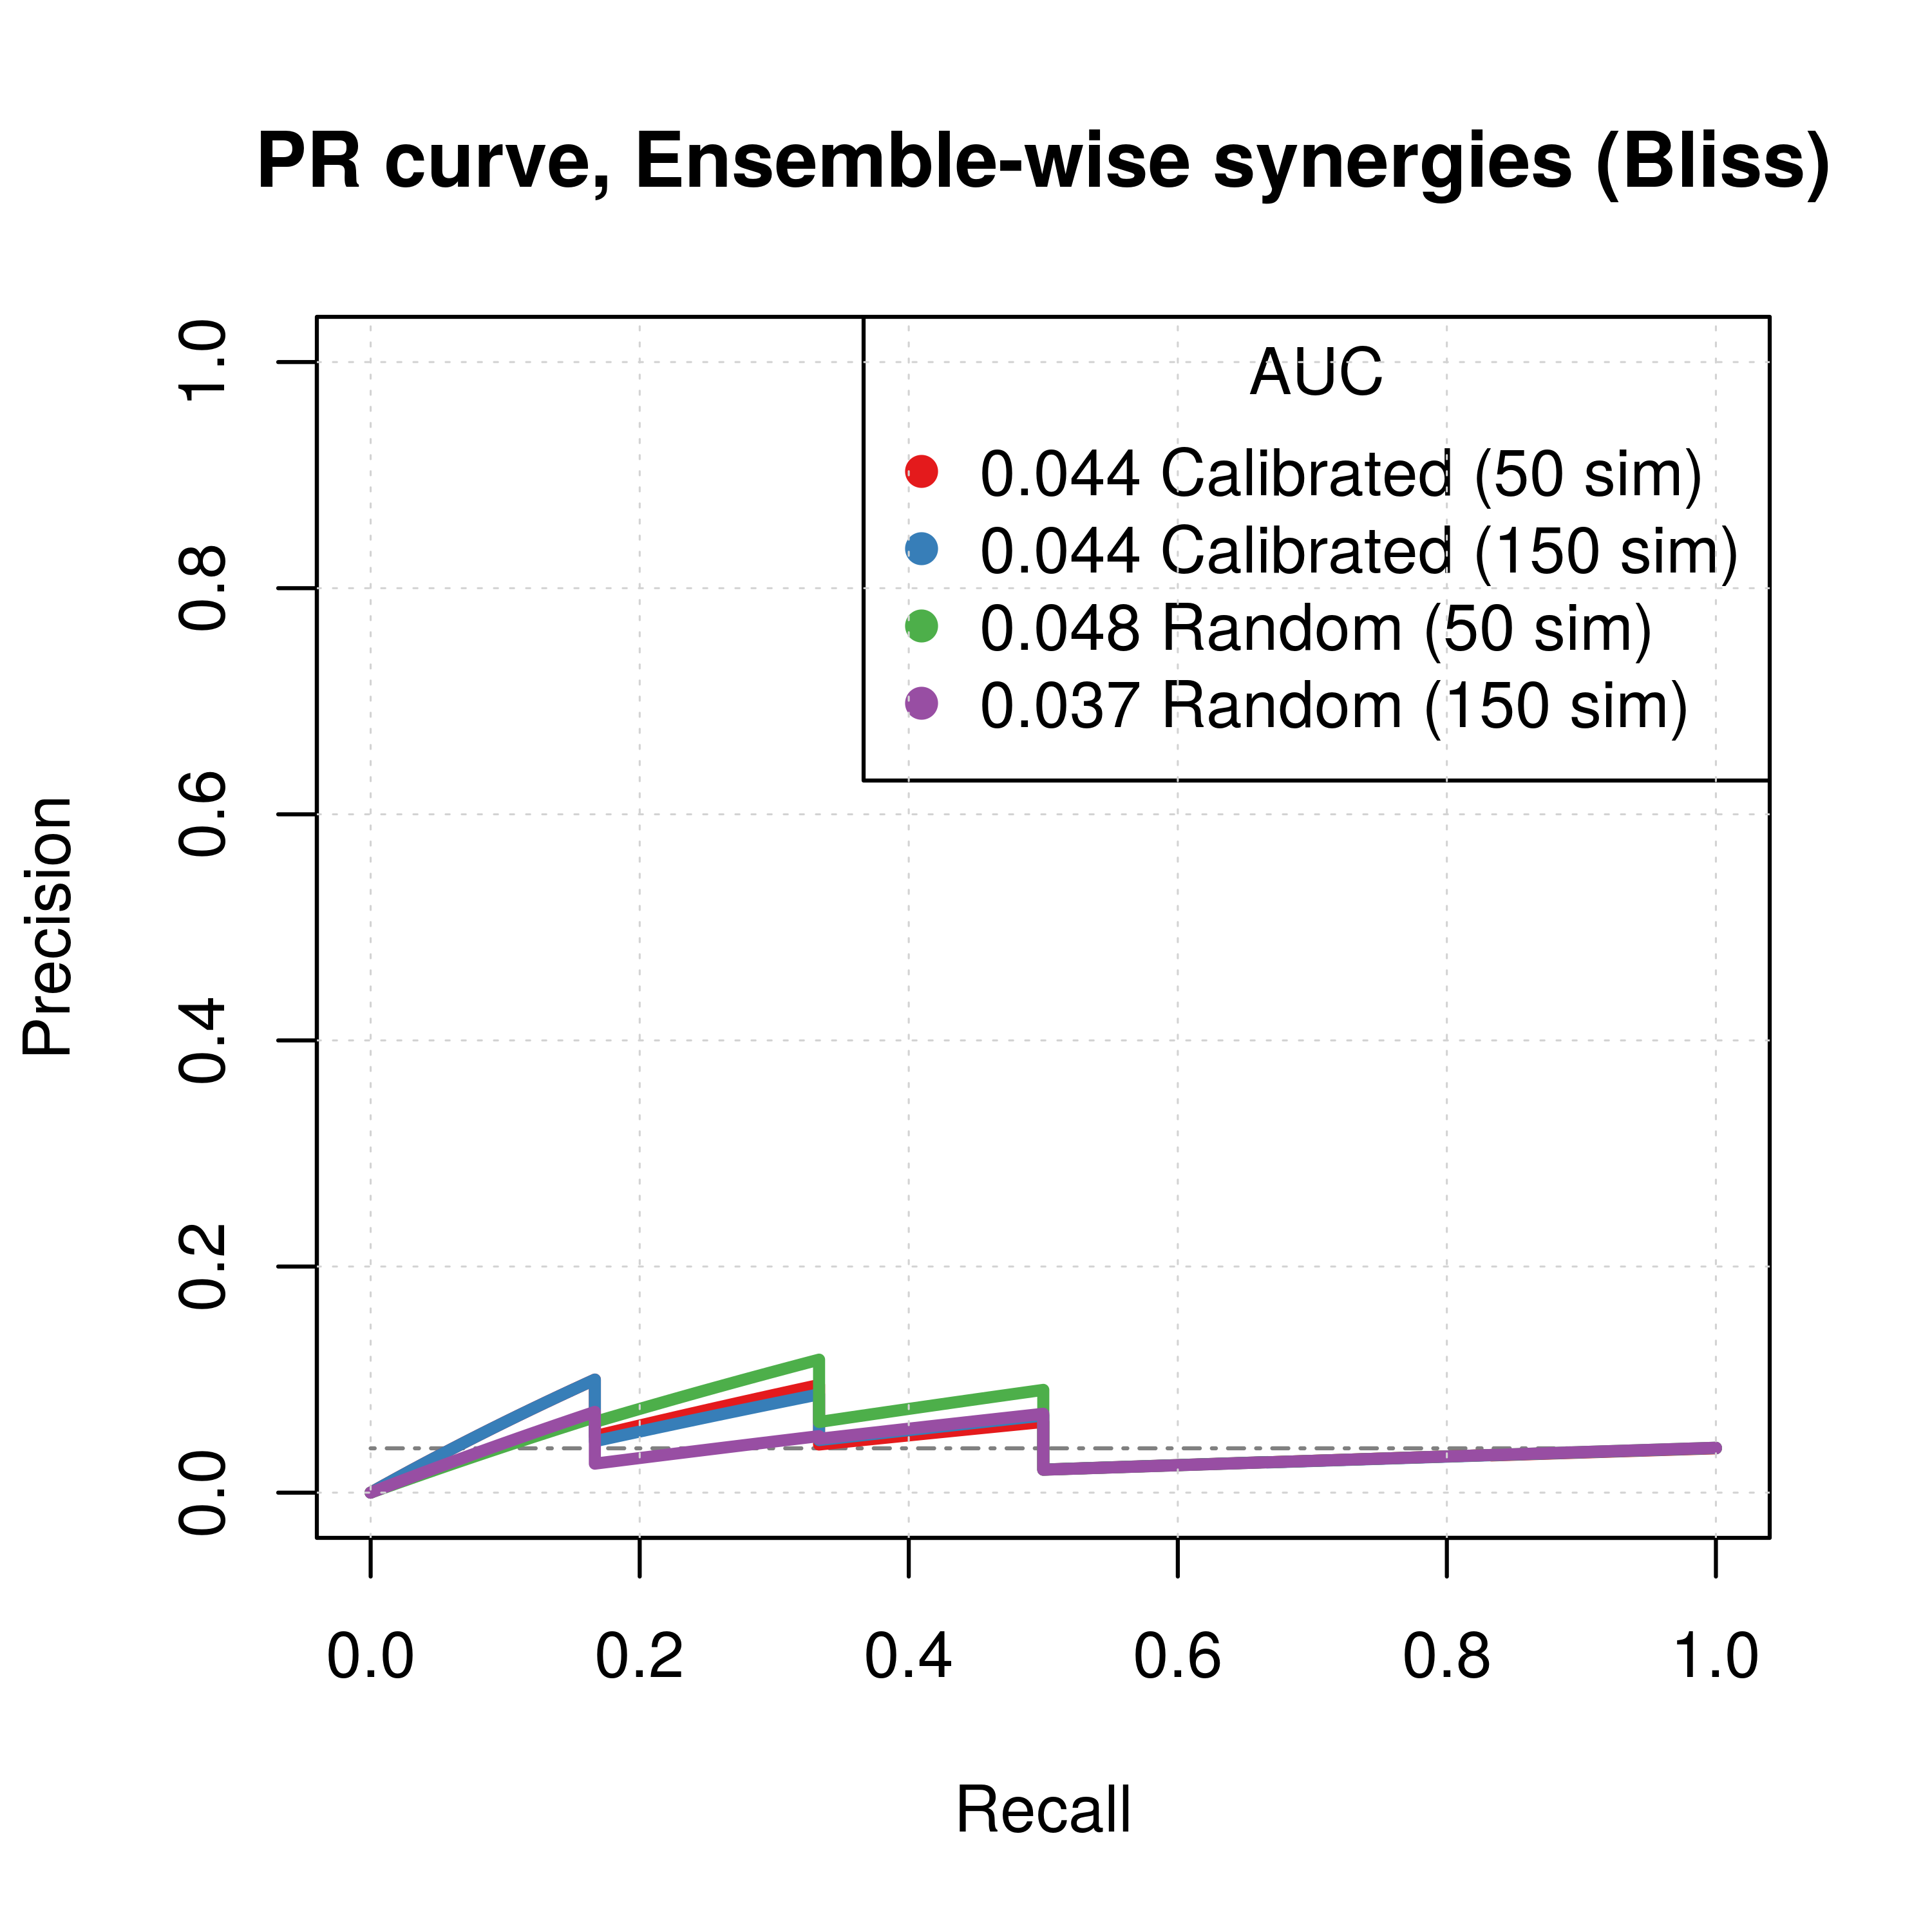 PR curve, Ensemble-wise synergies (Bliss)
AUC
0.044 Calibrated (50 sim)
0.044 Calibrated (150 sim)
0.048 Random (50 sim)
0.037 Random (150 sim)
Precision
1.0
0.8
0.6
0.4
0.2
0.0
0.0 0.2 0.4 0.6 0.8 1.0
Recall